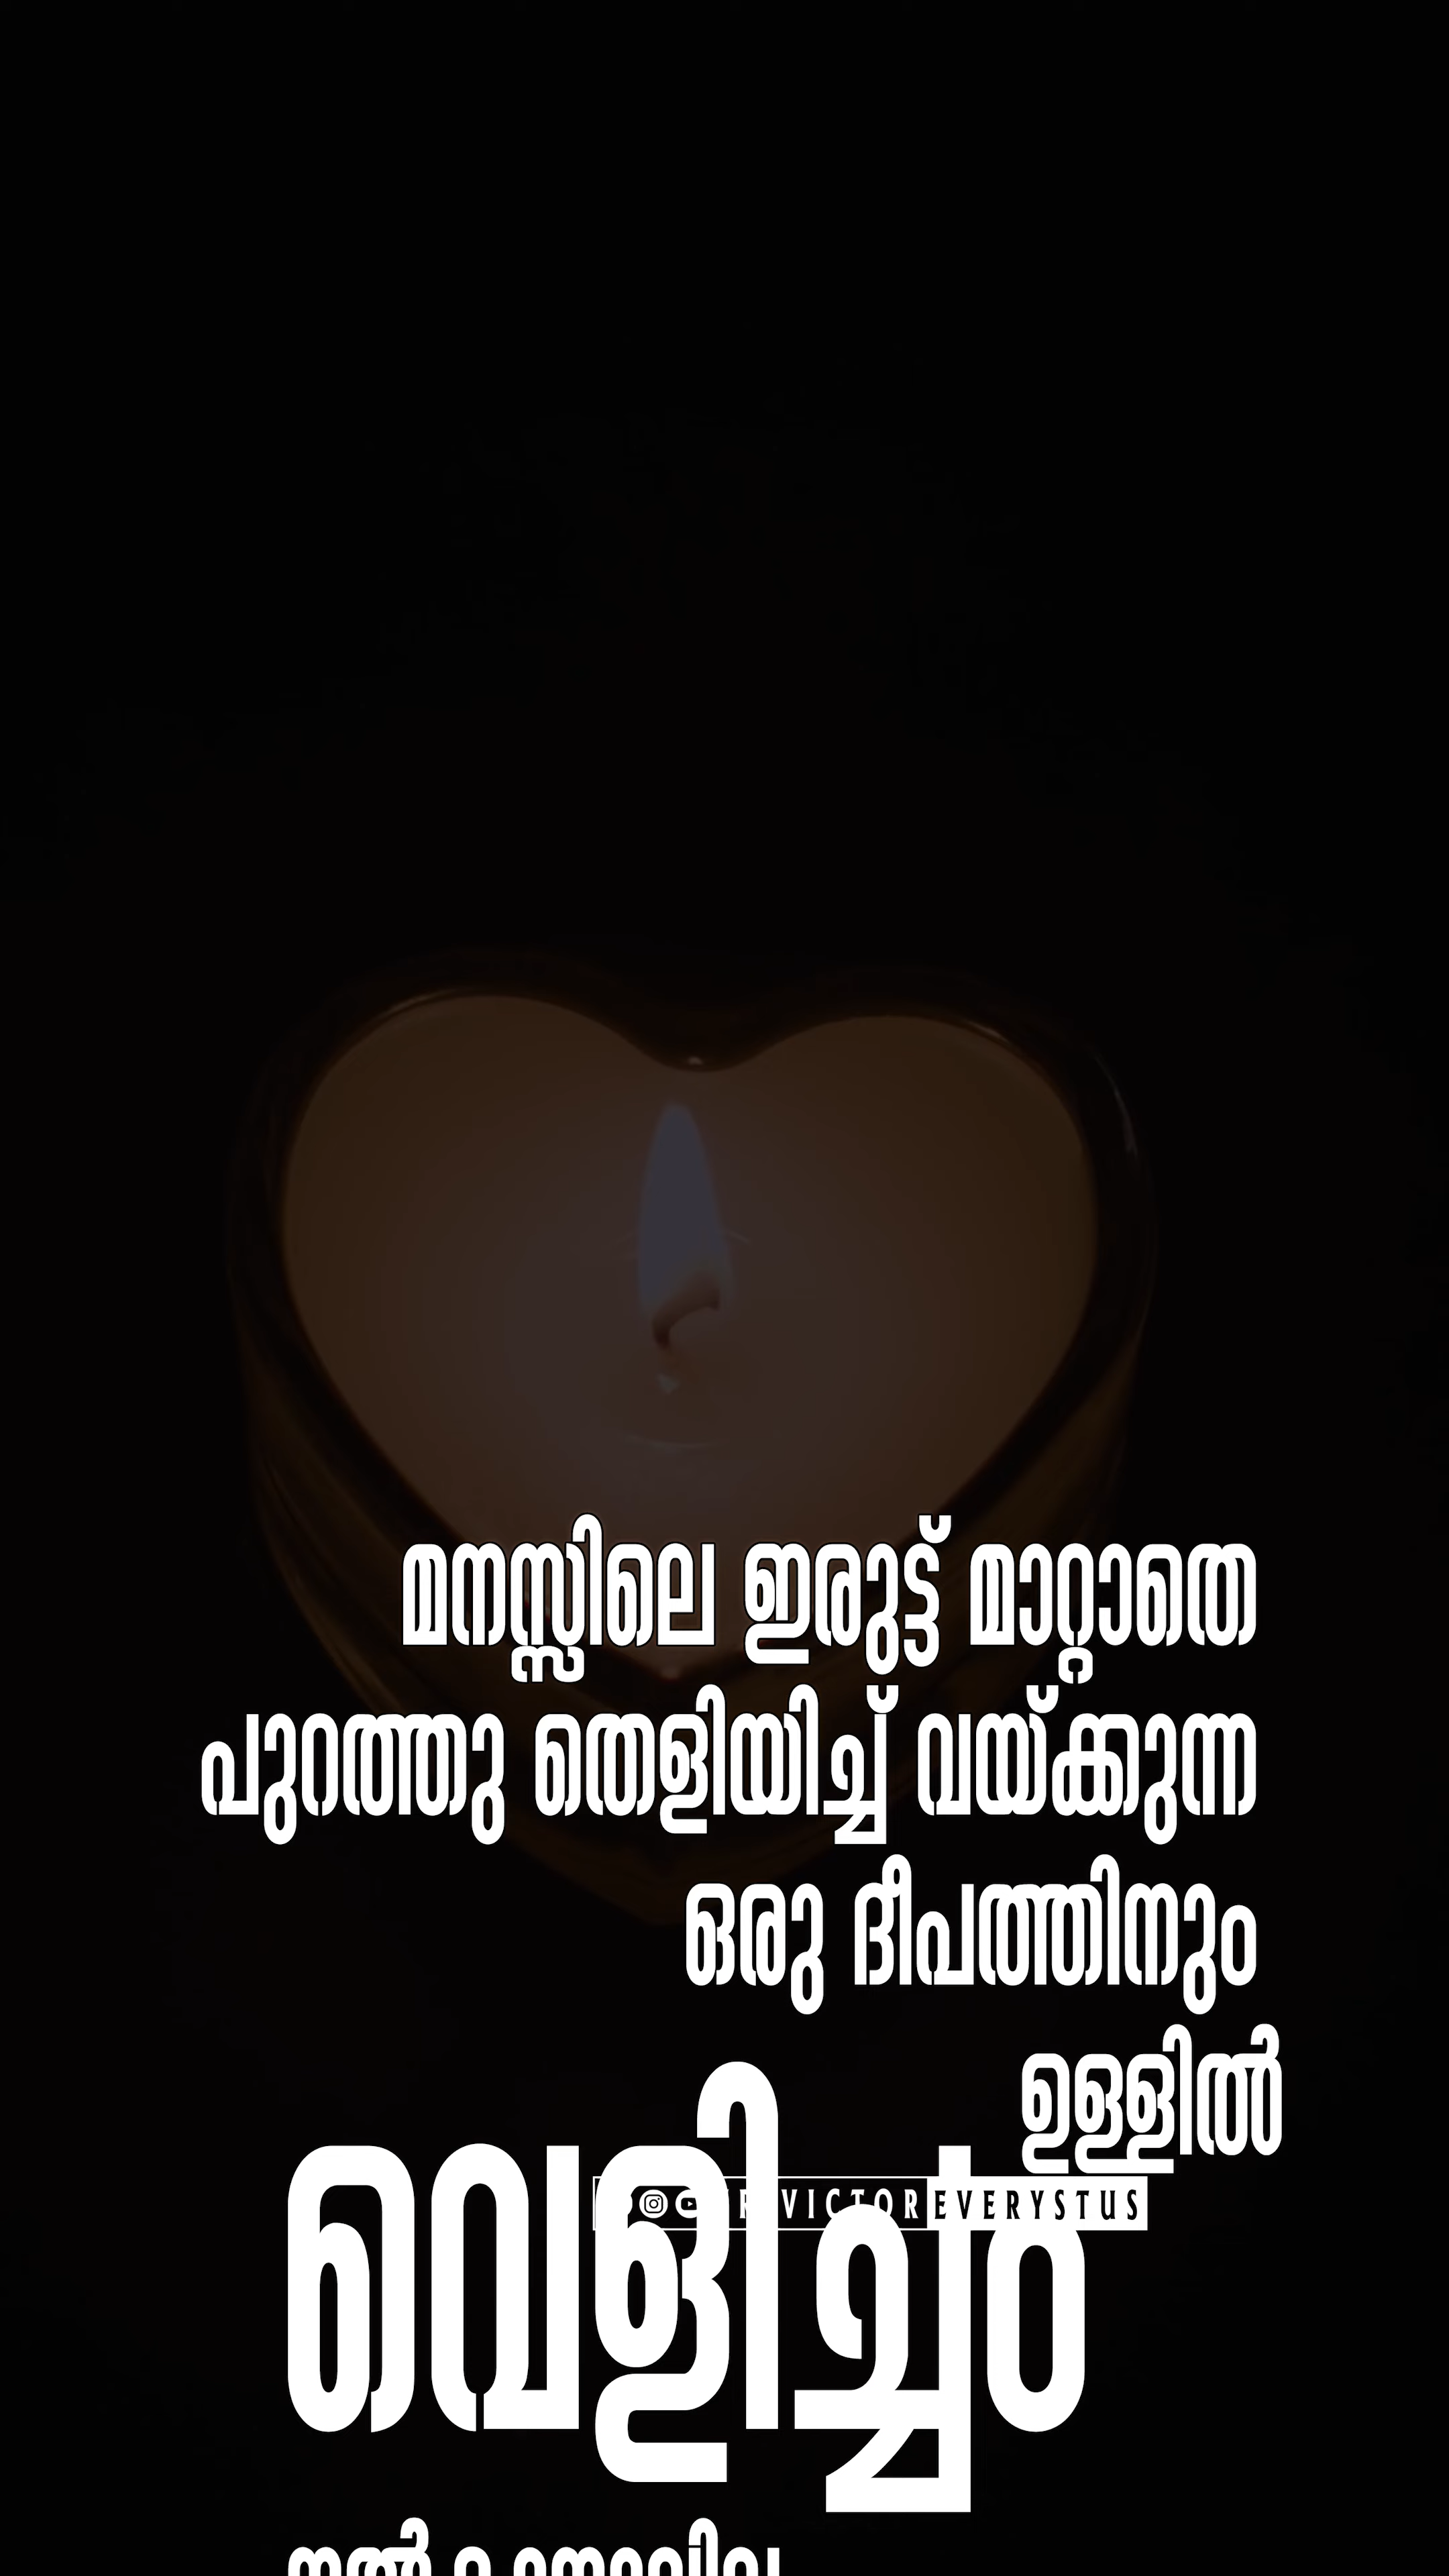 മനസ്സിലെ ഇരുട്ട് മാറ്റാതെ
പുറത്തു തെളിയിച്ച് വയ്ക്കുന്ന
ഒരു ദീപത്തിനും
ഉള്ളിൽ
വെളിച്ചം
VICTOR EVERYSTUS